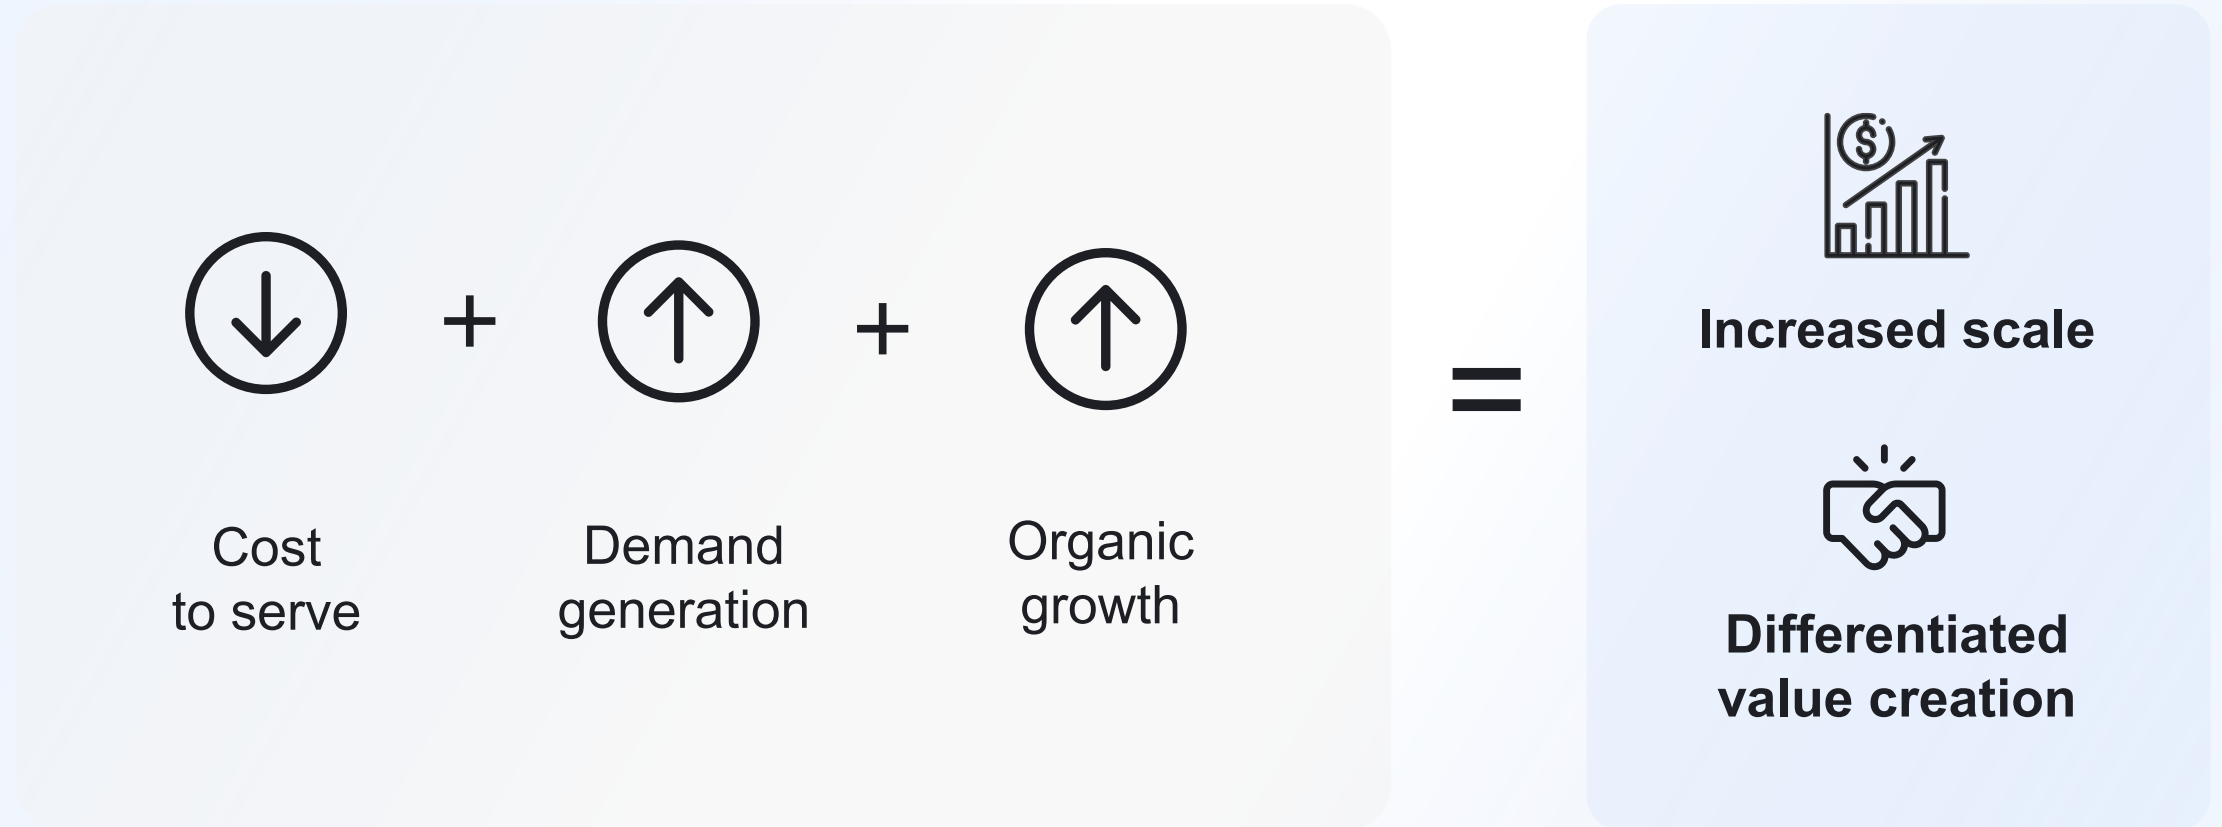 Cost
to serve
+
Demand
generation
+
Organic
growth
=
$
Increased scale
Differentiated
value creation